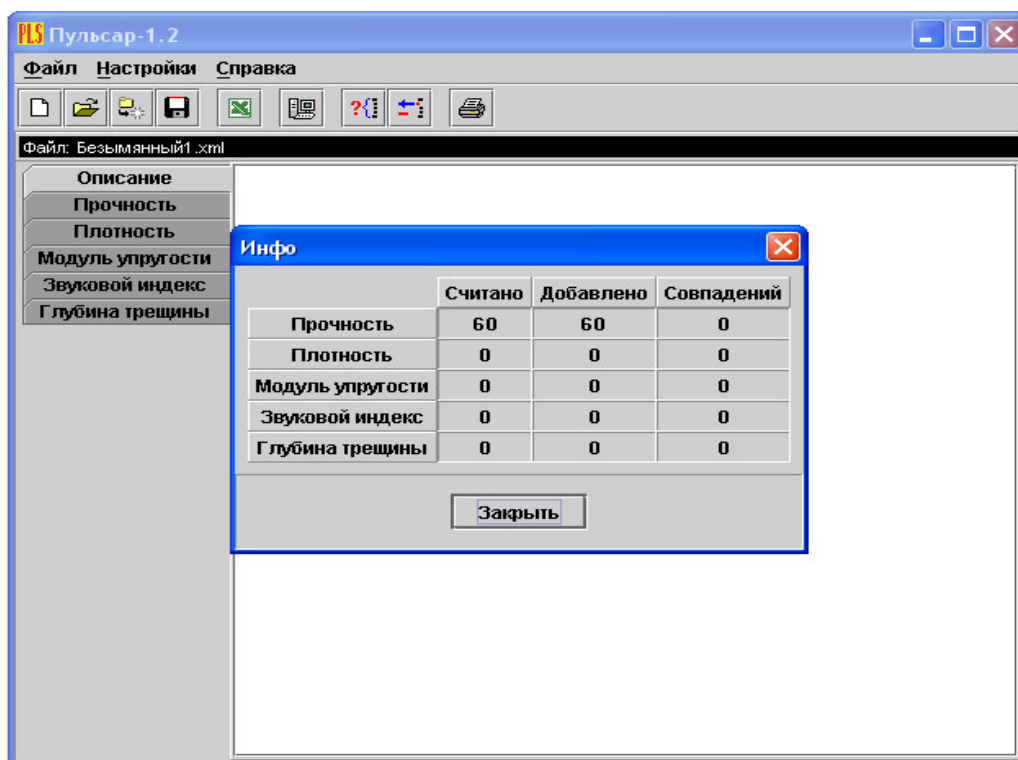 PLS Пульсар-1.2
Файл Настройки Справка
?{
Файл: Безымянный1.xml
Описание
Прочность
Плотность
Модуль упругости
Звуковой индекс
Глубина трещины
Инфо
Считано Добавлено Совпадений
Прочность 60 60 0
Плотность 0 0 0
Модуль упругости 0 0 0
Звуковой индекс 0 0 0
Глубина трещины 0 0 0
Закрыть